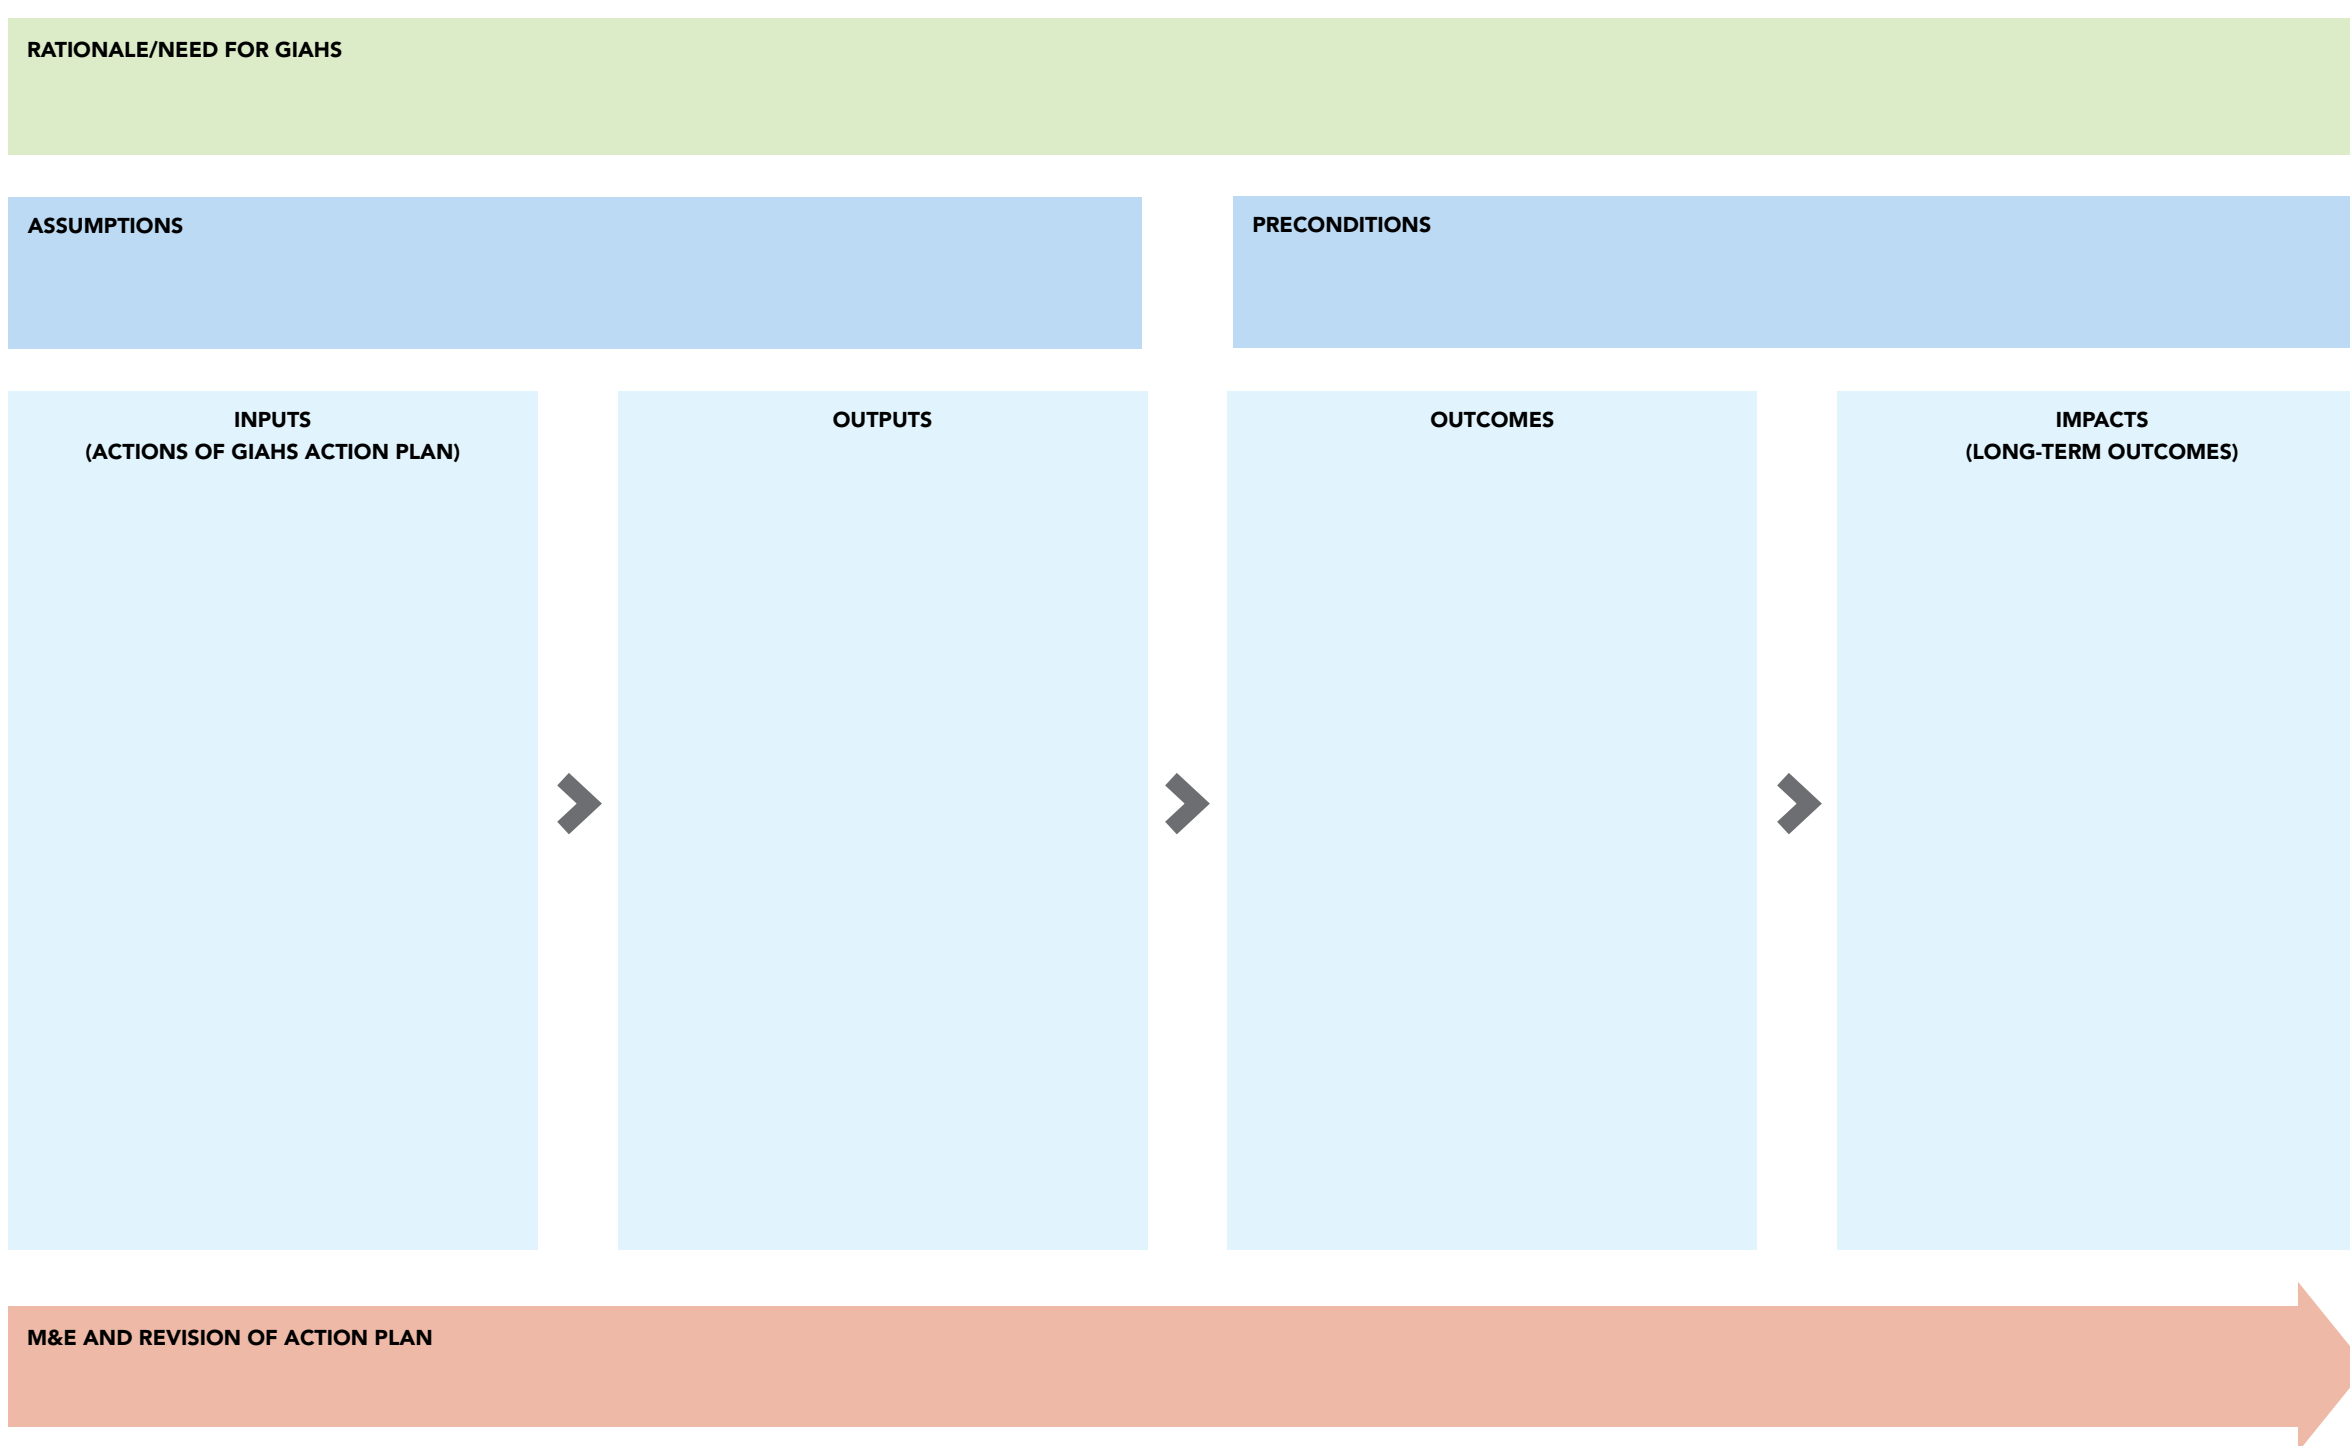 RATIONALE/NEED FOR GIAHS
ASSUMPTIONS
PRECONDITIONS
INPUTS
(ACTIONS OF GIAHS ACTION PLAN)
OUTPUTS
OUTCOMES
IMPACTS
(LONG-TERM OUTCOMES)
M&E AND REVISION OF ACTION PLAN